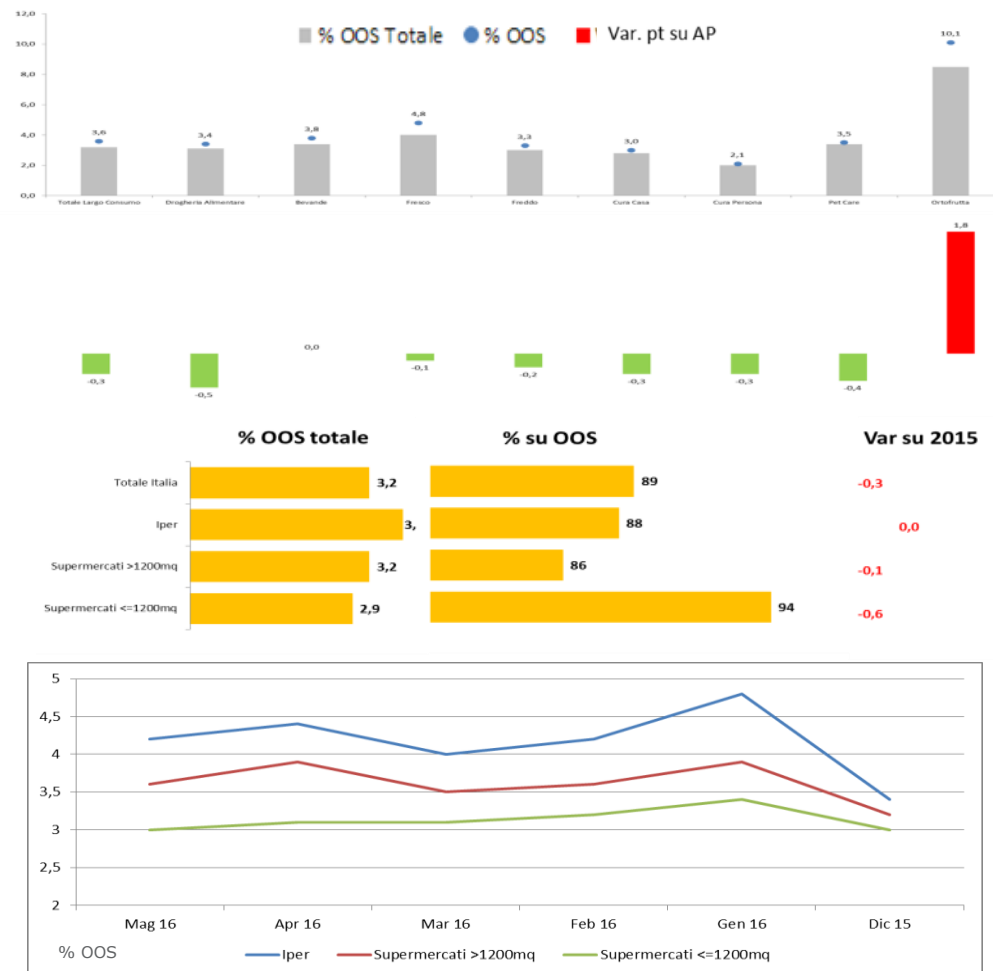 12,0
% OOS Totale % OOS Var. pt su AP
10,1
10,0
8,0
6,0
4,8
3,6 3,4 3,8 3,3 3,0 2,1 3,5
4,0
2,0
0,0
Totale Largo Consumo Drogheria Alimentare Bevande Fresco Freddo Cura Casa Cura Persona Pet Care Ortofrutta
1,8
0,0
-0,3 -0,5 -0,1 -0,2 -0,3 -0,3 -0,4
% OOS totale % su OOS Var su 2015
Totale Italia 3,2 89 -0,3
Iper 3, 88 0,0
Supermercati >1200mq 3,2 86 -0,1
Supermercati <=1200mq 2,9 94 -0,6
5
4,5
4
3,5
3
2,5
2
Mag 16 Apr 16 Mar 16 Feb 16 Gen 16 Dic 15
% OOS Iper Supermercati >1200mq Supermercati <=1200mq